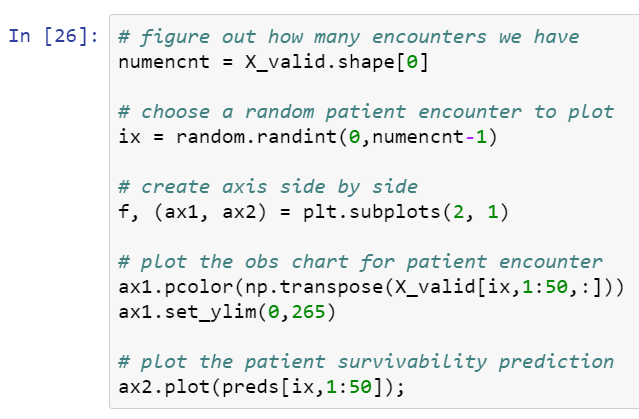 In [26]: # figure out how many encounters we have
numencnt = X_valid.shape[0]
# choose a random patient encounter to plot
ix = random.randint(0,numencnt-1)
# create axis side by side
f, (ax1, ax2) = plt.subplots(2, 1)
# plot the obs chart for patient encounter
ax1.pcolor(np.transpose(X_valid[ix,1:50,:]))
ax1.set_ylim(0,265)
# plot the patient survivability prediction
ax2.plot(preds[ix,1:50]);